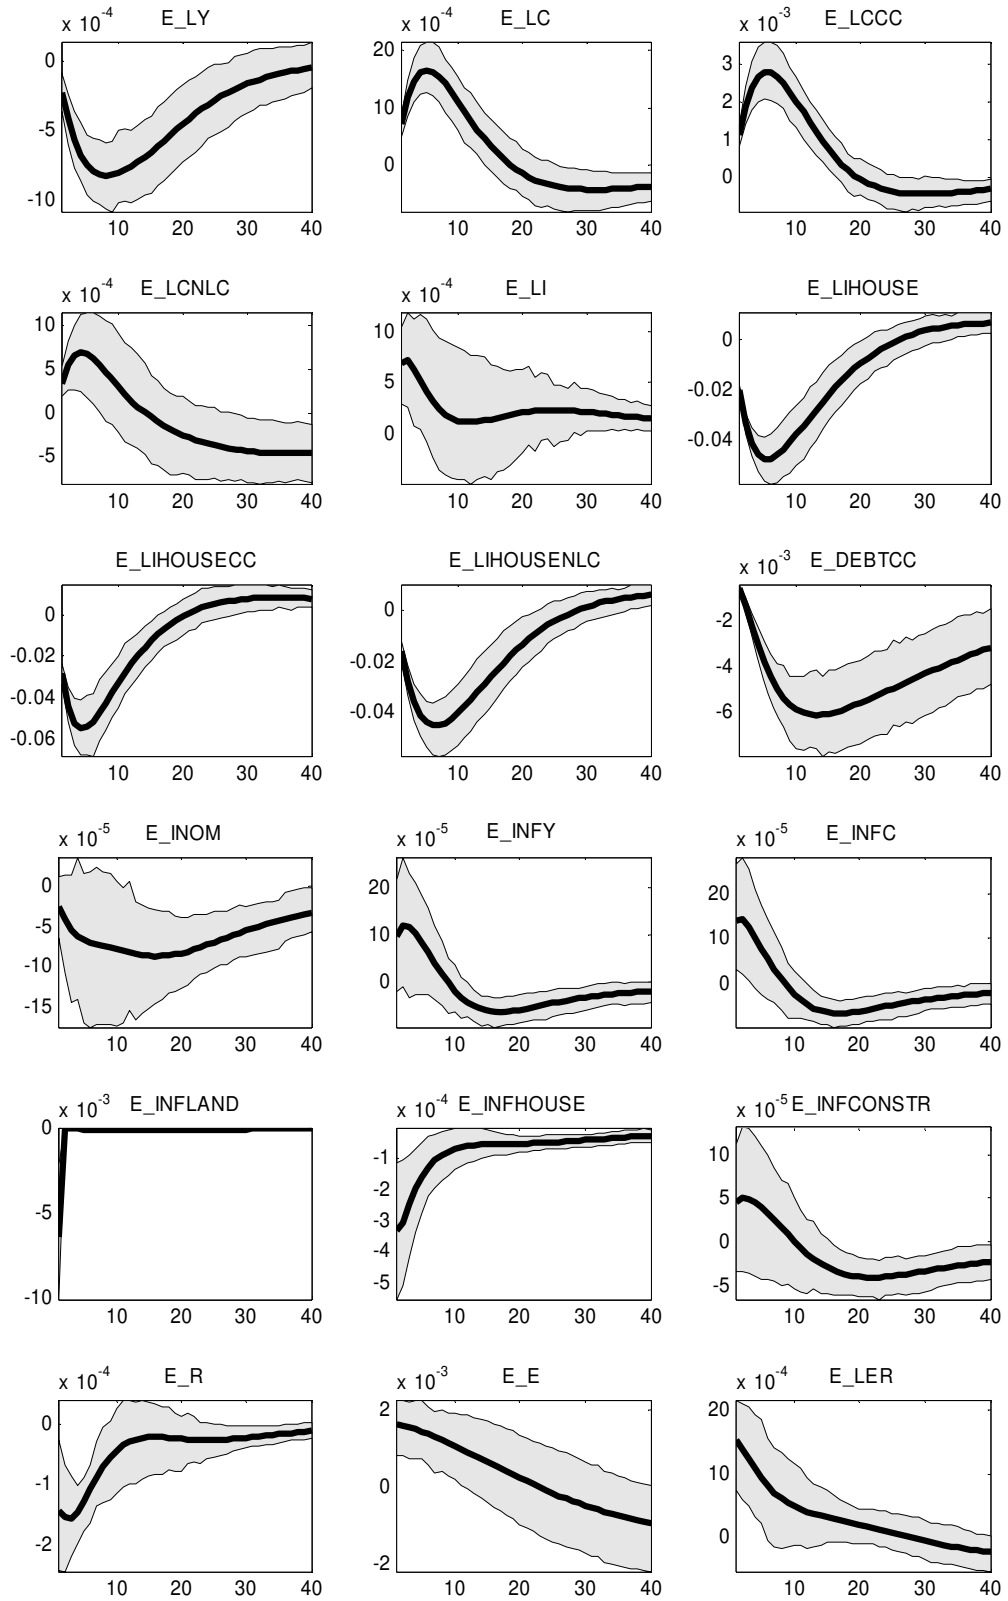 x 10^-4 E_LY
0
-5
-10
10 20 30 40
x 10^-4 E_LC
20
10
0
10 20 30 40
x 10^-3 E_LCCC
3
2
1
0
10 20 30 40
x 10^-4 E_LCNLC
10
5
0
-5
10 20 30 40
x 10^-4 E_LI
10
5
0
10 20 30 40
E_LIHOUSE
0
-0.02
-0.04
10 20 30 40
E_LIHOUSECC
0
-0.02
-0.04
-0.06
10 20 30 40
E_LIHOUSENLC
0
-0.02
-0.04
10 20 30 40
x 10^-3 E_DEBTCC
-2
-4
-6
10 20 30 40
x 10^-5 E_INOM
0
-5
-10
-15
10 20 30 40
x 10^-5 E_INFY
20
10
0
10 20 30 40
x 10^-5 E_INFC
20
10
0
10 20 30 40
x 10^-3 E_INFLAND
0
-5
-10
10 20 30 40
x 10^-4 E_INFHOUSE
-1
-2
-3
-4
-5
10 20 30 40
x 10^-5 E_INFCONSTR
10
5
0
-5
10 20 30 40
x 10^-4 E_R
0
-1
-2
10 20 30 40
x 10^-3 E_E
2
0
-2
10 20 30 40
x 10^-4 E_LER
20
10
0
10 20 30 40